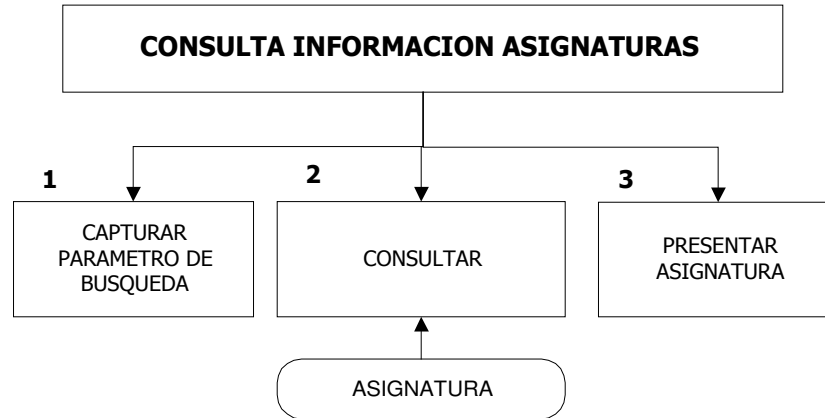 CONSULTA INFORMACION ASIGNATURAS
1
CAPTURAR
PARAMETRO DE
BUSQUEDA
2
CONSULTAR
3
PRESENTAR
ASIGNATURA
ASIGNATURA